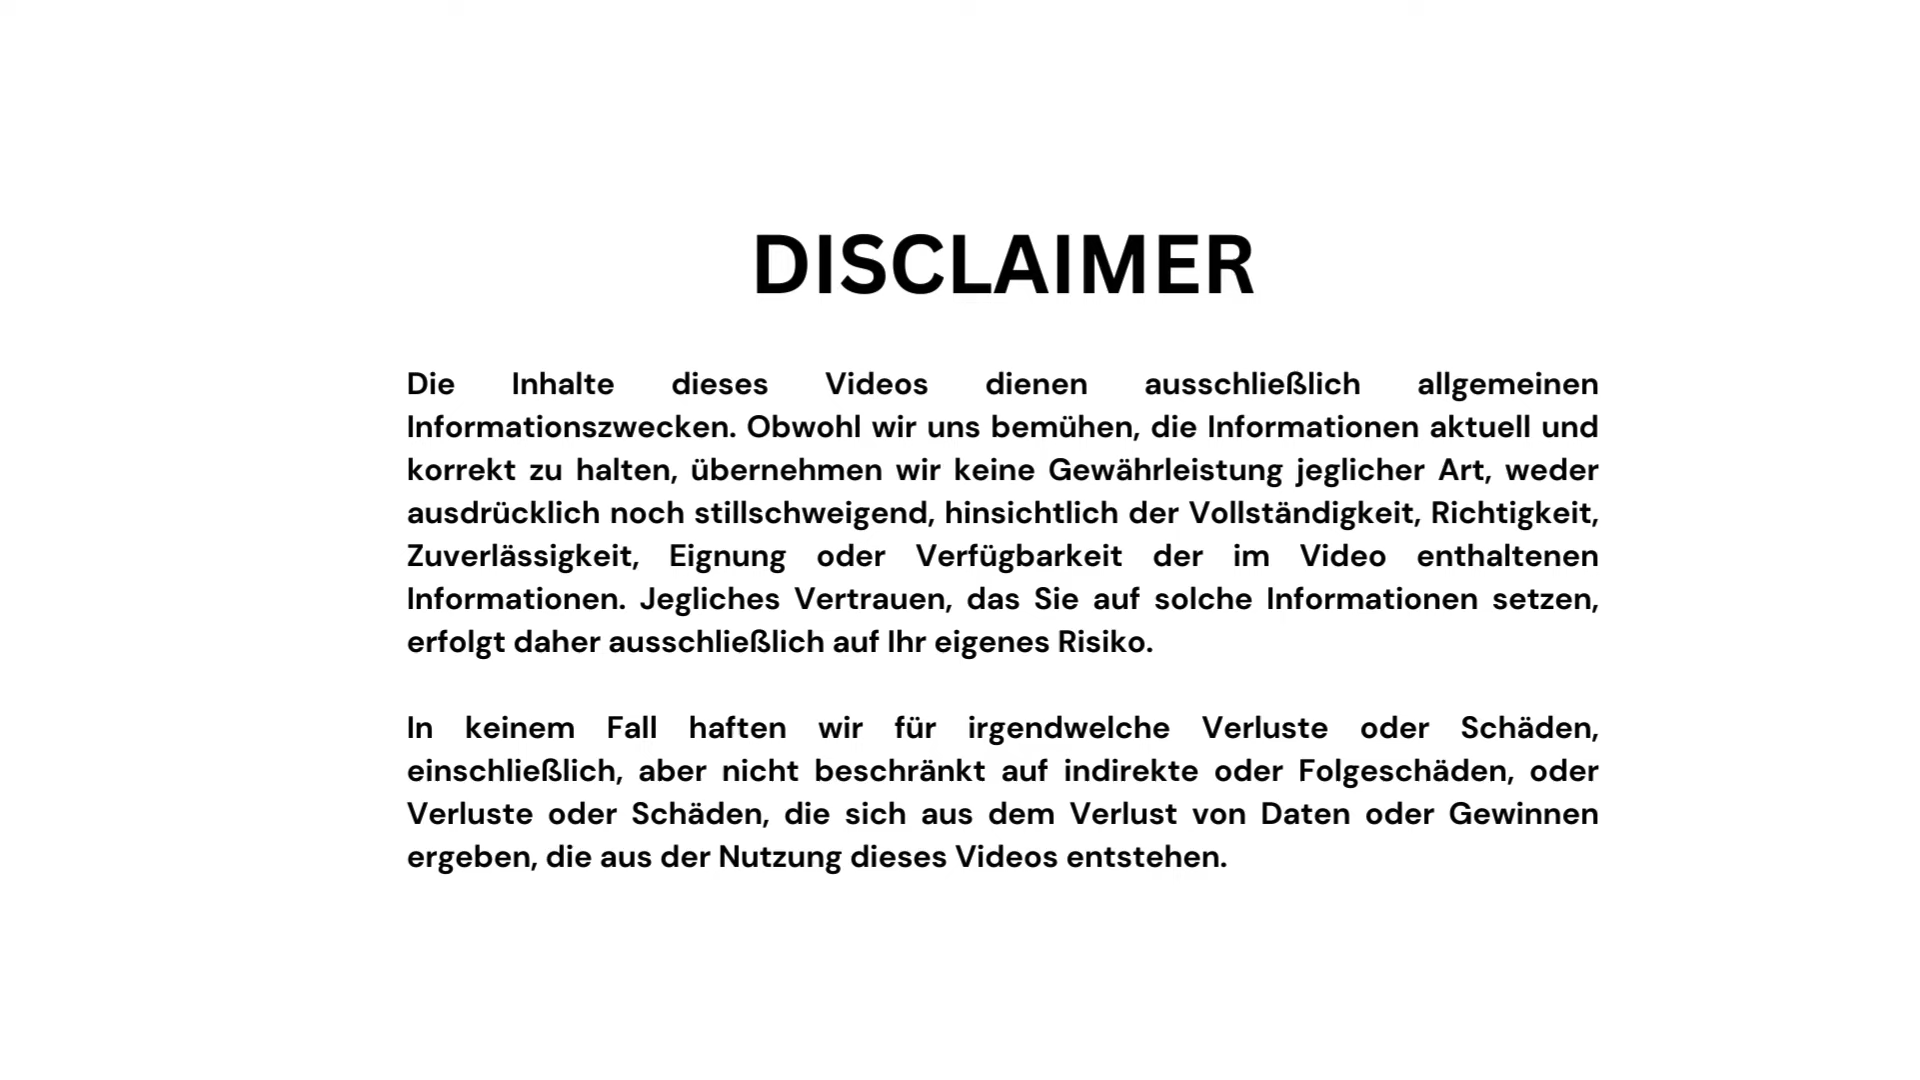 DISCLAIMER
Die Inhalte dieses Videos dienen ausschließlich allgemeinen
Informationszwecken. Obwohl wir uns bemühen, die Informationen aktuell und
korrekt zu halten, übernehmen wir keine Gewährleistung jeglicher Art, weder
ausdrücklich noch stillschweigend, hinsichtlich der Vollständigkeit, Richtigkeit,
Zuverlässigkeit, Eignung oder Verfügbarkeit der im Video enthaltenen
Informationen. Jegliches Vertrauen, das Sie auf solche Informationen setzen,
erfolgt daher ausschließlich auf Ihr eigenes Risiko.
In keinem Fall haften wir für irgendwelche Verluste oder Schäden,
einschließlich, aber nicht beschränkt auf indirekte oder Folgeschäden, oder
Verluste oder Schäden, die sich aus dem Verlust von Daten oder Gewinnen
ergeben, die aus der Nutzung dieses Videos entstehen.